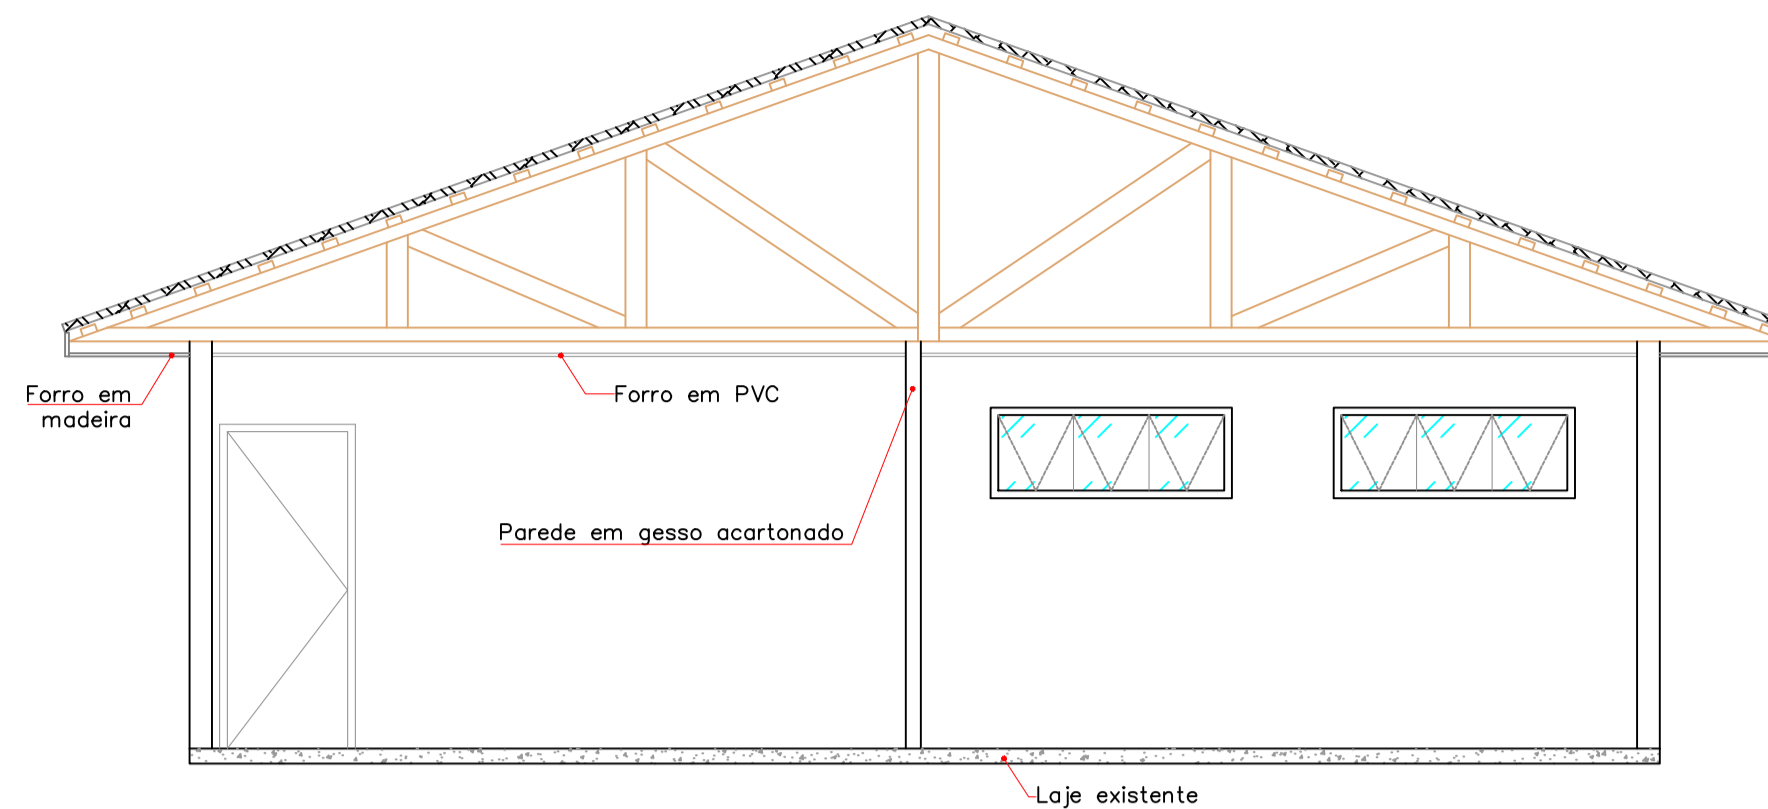 Forro em
madeira
Forro em PVC
Parede em gesso acartonado
Laje existente